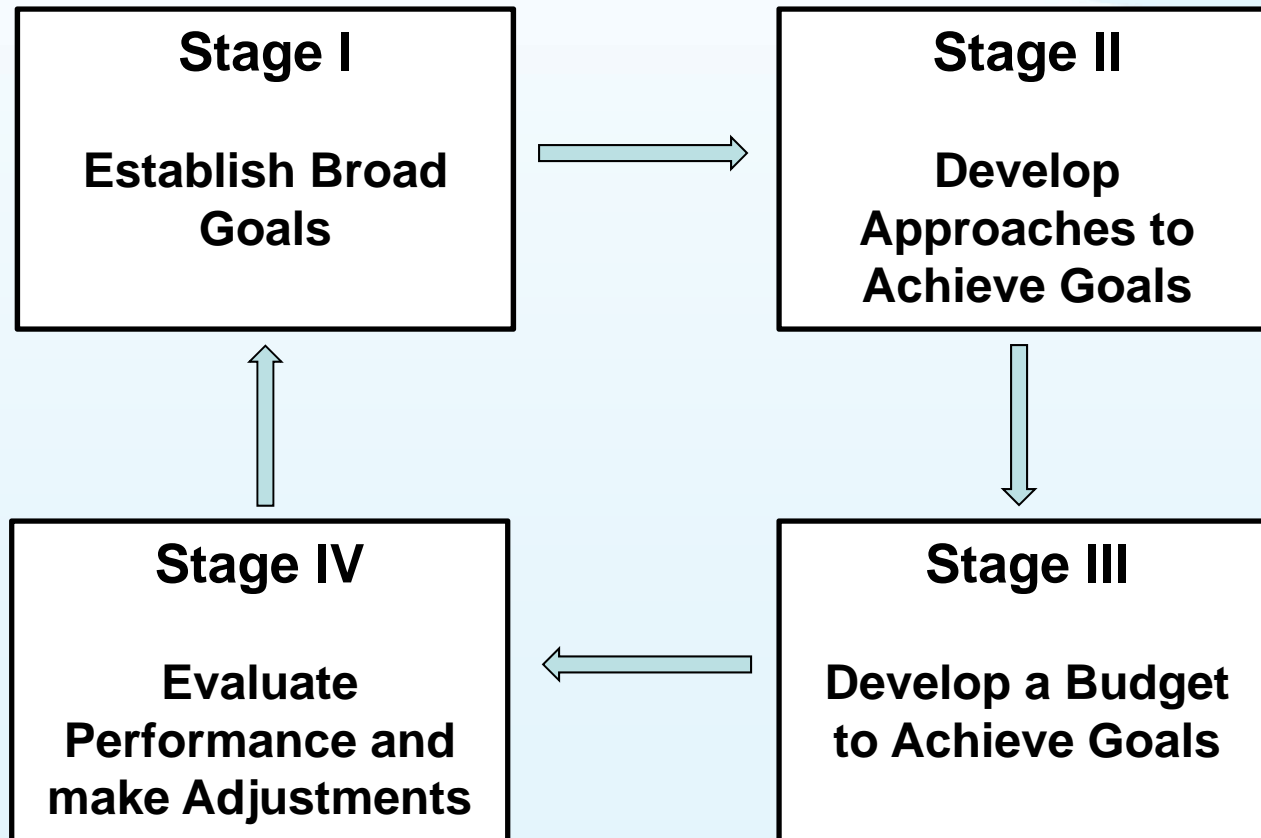 Stage I
Establish Broad
Goals
Stage II
Develop
Approaches to
Achieve Goals
Stage III
Develop a Budget
to Achieve Goals
Stage IV
Evaluate
Performance and
make Adjustments